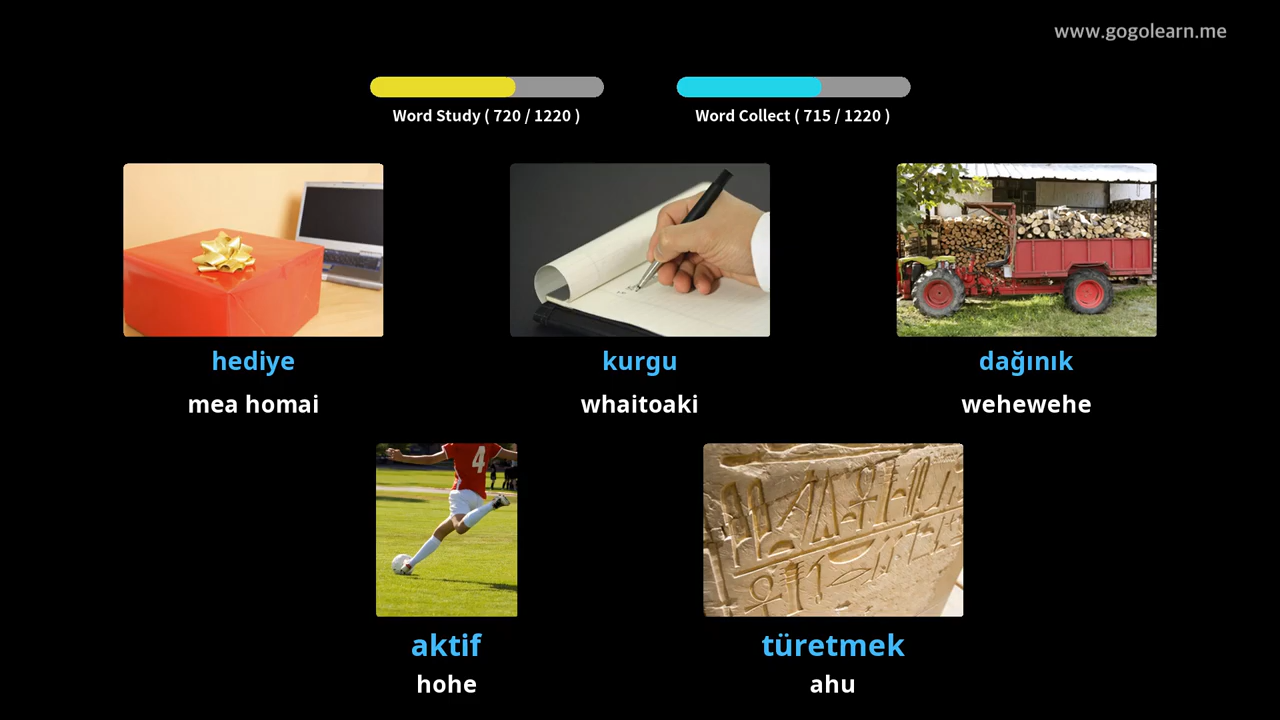 www.gogolearn.me
Word Study ( 720 / 1220 )
Word Collect ( 715 / 1220 )
hediye
mea homai
kurgu
whaitoaki
dağınık
wehewehe
4
aktif
hohe
türetmek
ahu